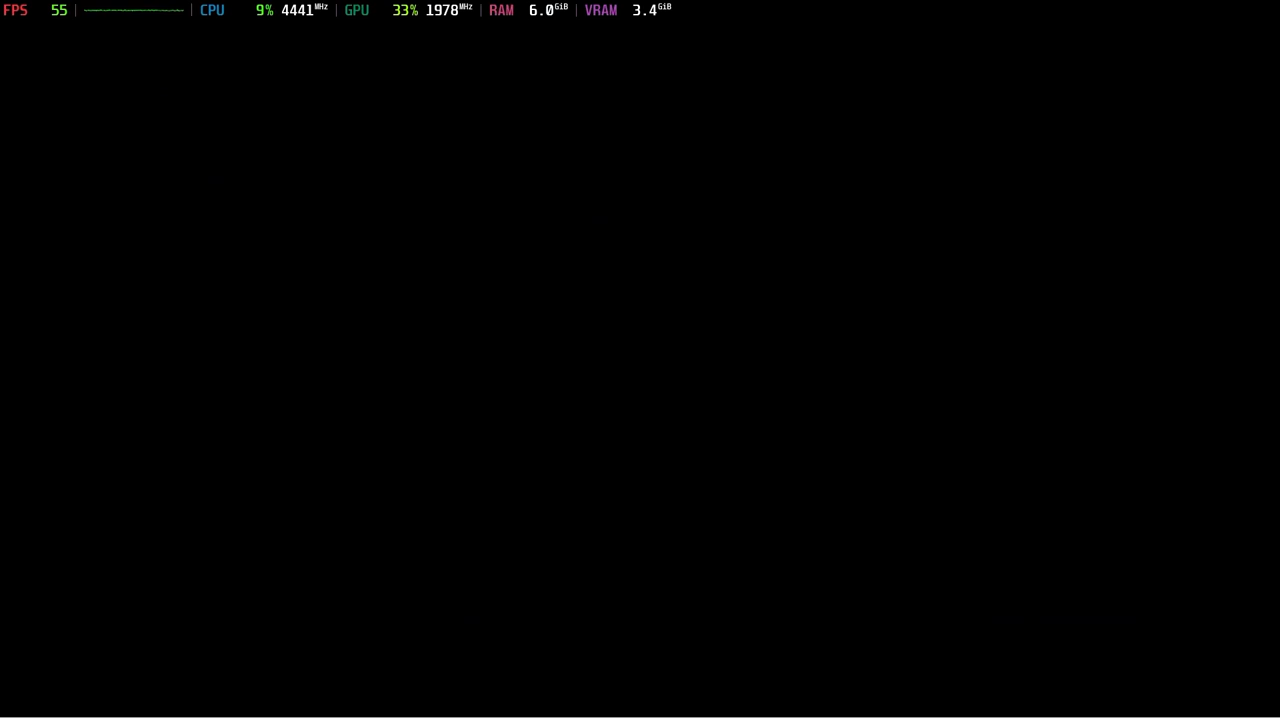 FPS 55 | CPU 9% 4441MHz | GPU 33% 1978MHz | RAM 6.0GiB | VRAM 3.4GiB